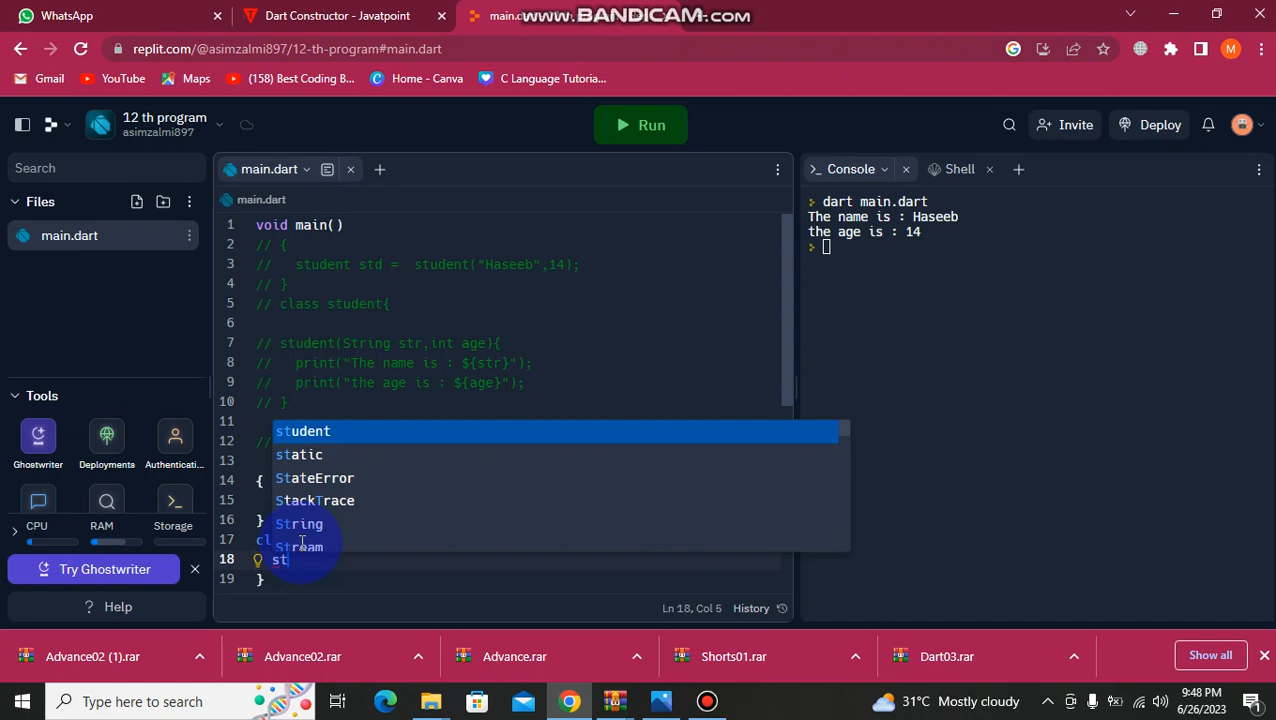 WhatsApp
Dart Constructor - Javatpoint
main.
www.BANDICAM.com
replit.com/@asimzalmi897/12-th-program#main.dart
M
Gmail
YouTube
Maps
(158) Best Coding B...
Home - Canva
C Language Tutoria...
12 th program
asimzalmi897
Run
Invite
Deploy
Search
main.dart
Console
Shell
Files
main.dart
main.dart
1 void main()
2 // {
3 // student std = student("Haseeb",14);
4 // }
5 // class student{
6
7 // student(String str,int age){
8 // print("The name is : ${str}");
9 // print("the age is : ${age}");
10 // }
11
12 //
13
14 {
15
16 }
17 cl
18 st
19 }
student
static
StateError
StackTrace
String
Stream
dart main.dart
The name is : Haseeb
the age is : 14
Tools
Ghostwriter
Deployments
Authenticati...
CPU
RAM
Storage
Try Ghostwriter
Help
Ln 18, Col 5
History
Advance02 (1).rar
Advance02.rar
Advance.rar
Shorts01.rar
Dart03.rar
Show all
Type here to search
31°C Mostly cloudy
3:48 PM
6/26/2023
1